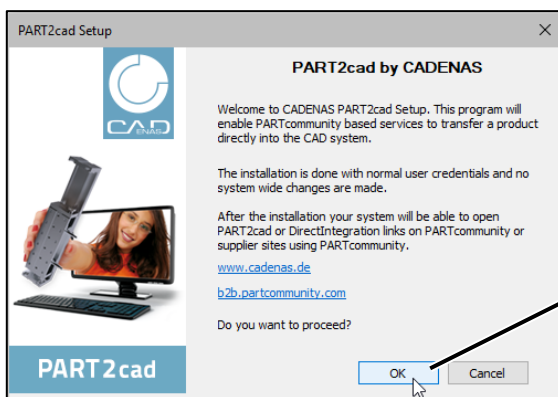 PART2cad Setup
CAD
ENAS
PART2cad by CADENAS
Welcome to CADENAS PART2cad Setup. This program will
enable PARTcommunity based services to transfer a product
directly into the CAD system.
The installation is done with normal user credentials and no
system wide changes are made.
After the installation your system will be able to open
PART2cad or DirectIntegration links on PARTcommunity or
supplier sites using PARTcommunity.
www.cadenas.de
b2b.partcommunity.com
Do you want to proceed?
PART2cad
OK Cancel